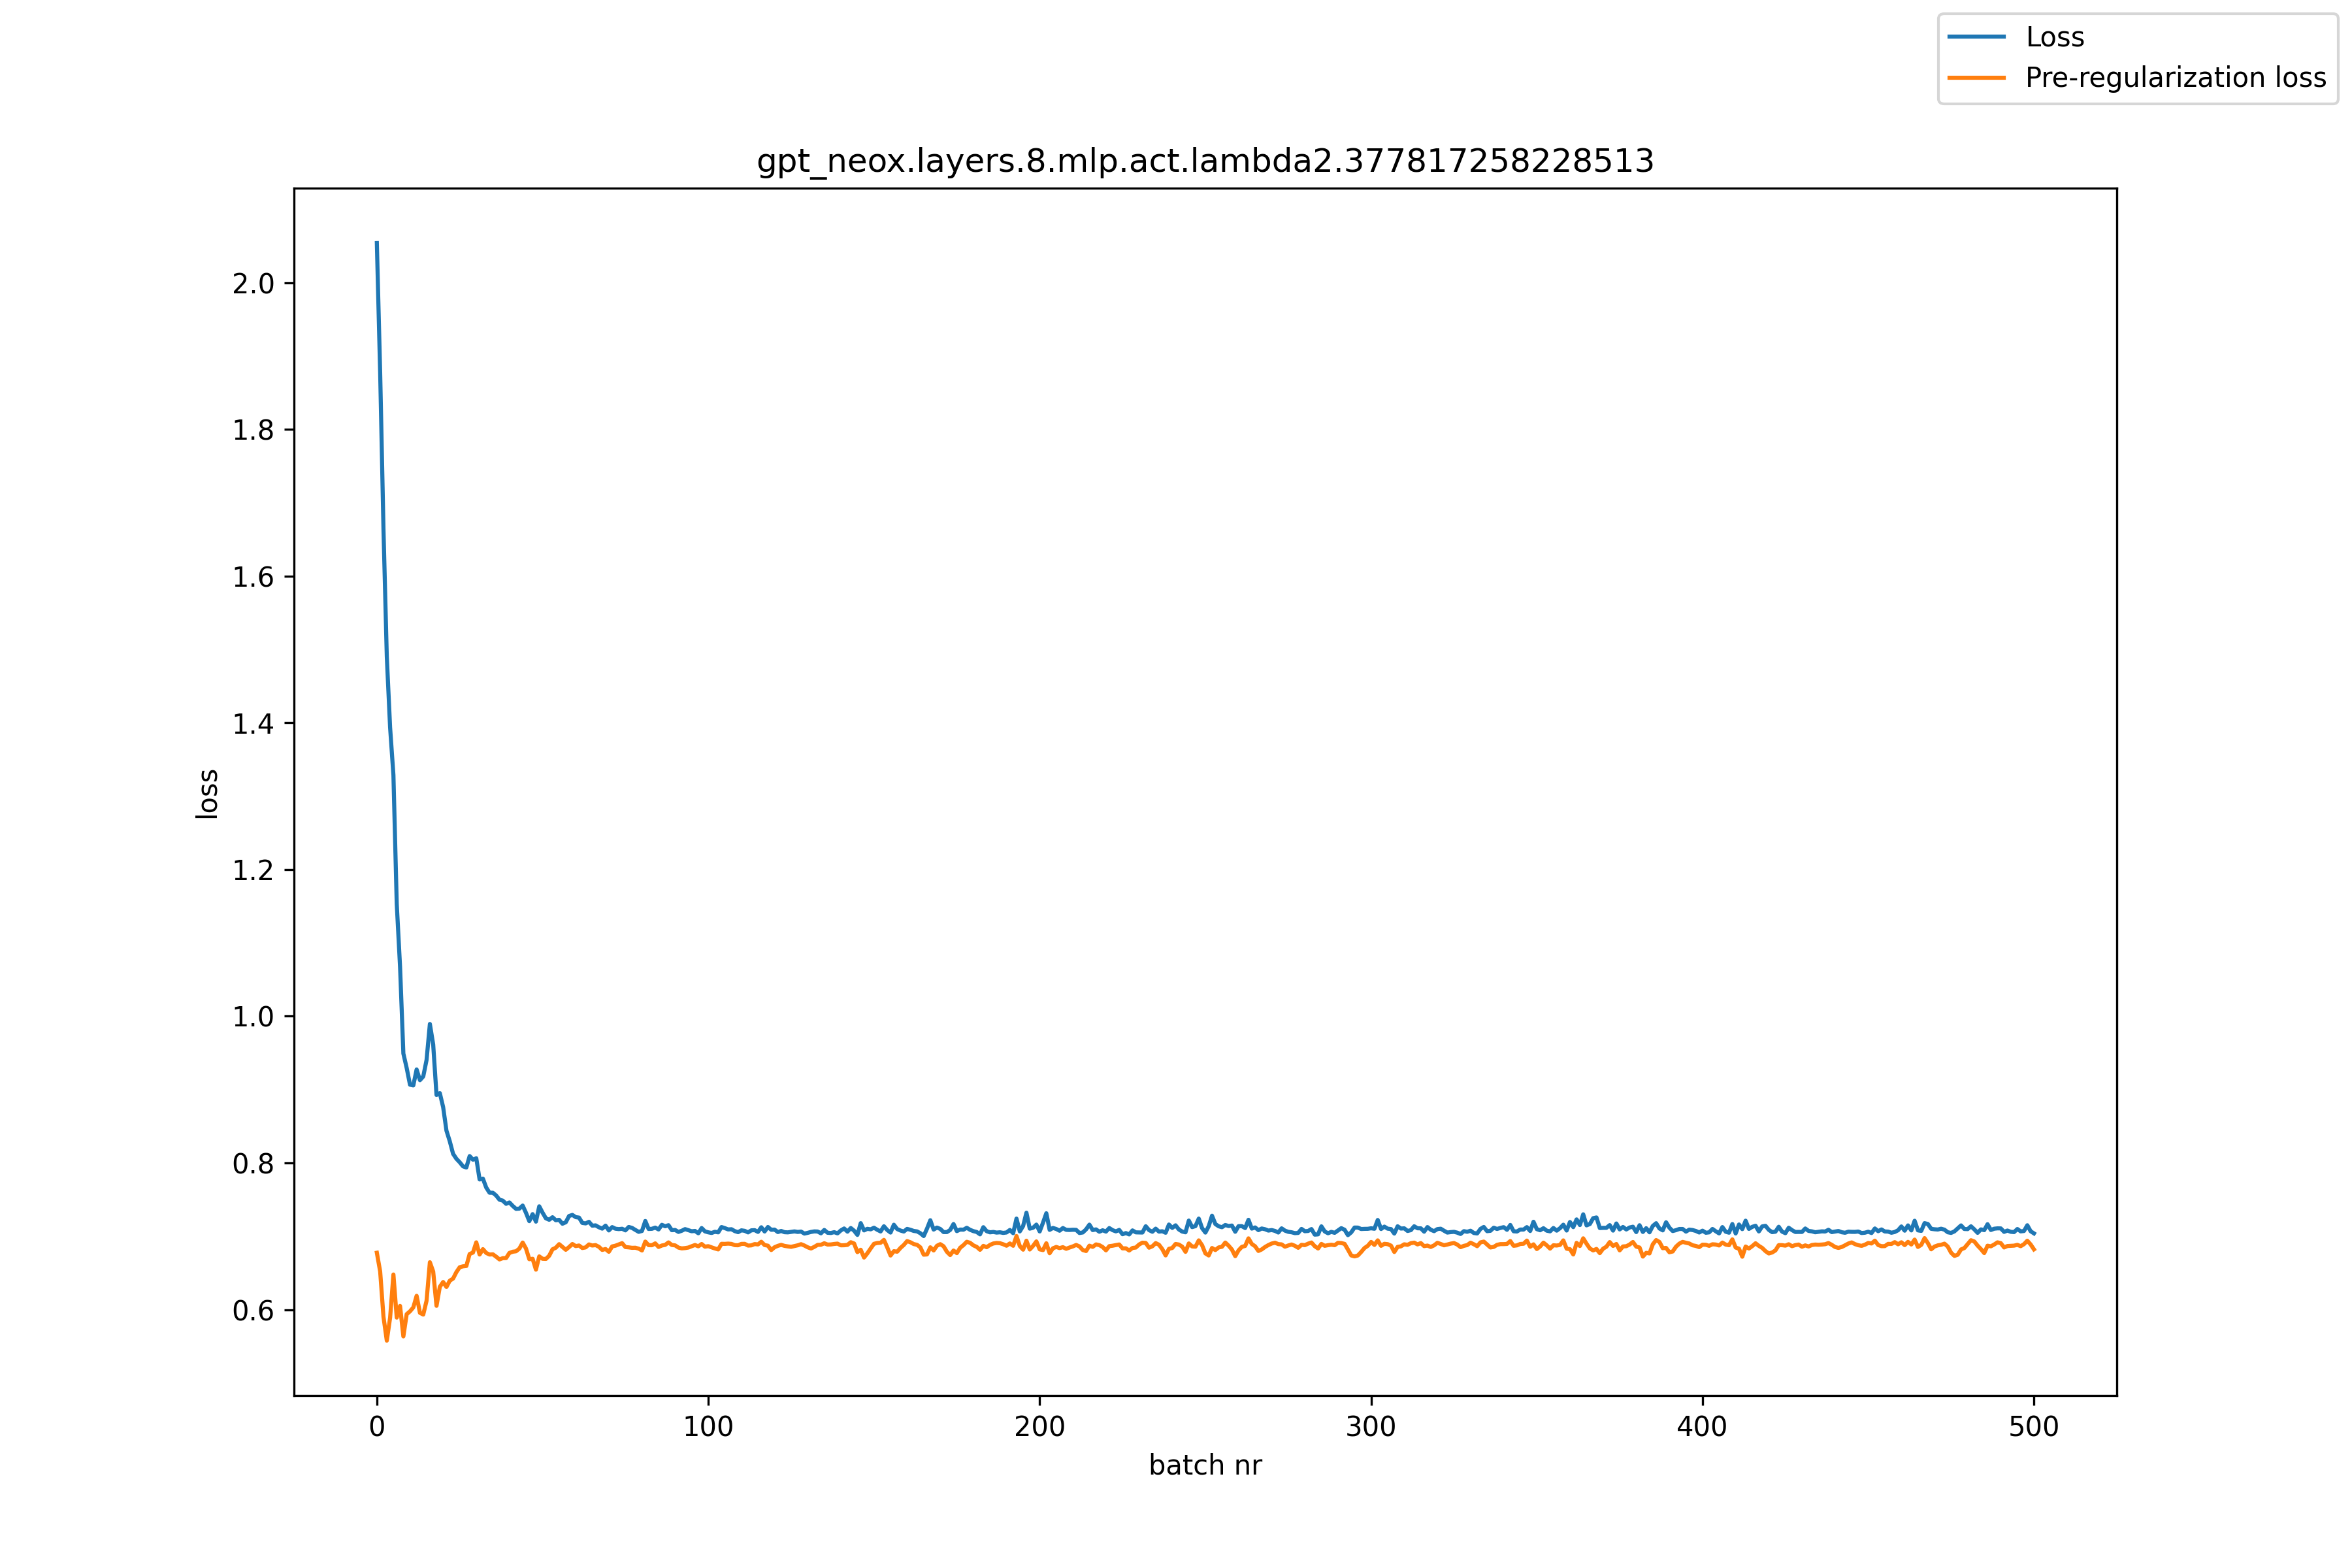 Loss
Pre-regularization loss
gpt_neox.layers.8.mlp.act.lambda2.377817258228513
2.0
1.8
1.6
1.4
1.2
1.0
0.8
0.6
loss
0 100 200 300 400 500
batch nr